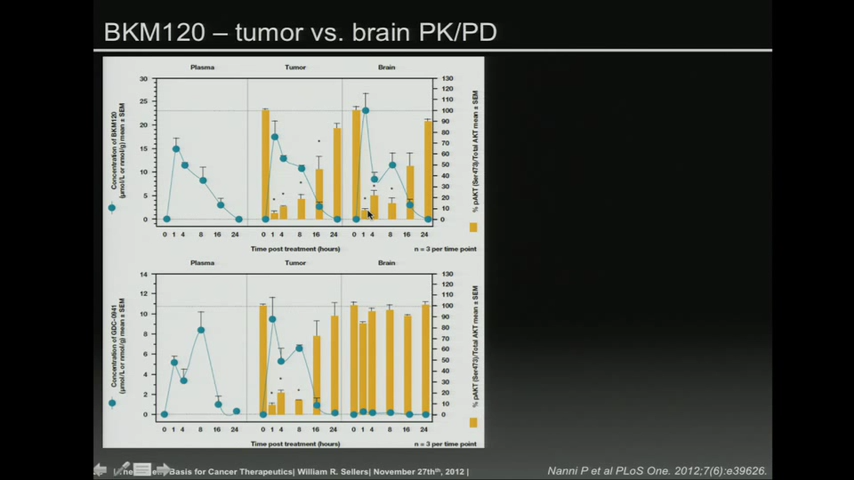 BKM120 – tumor vs. brain PK/PD
Plasma
Tumor
Brain
Concentration of BKM120
(µmol/L or nmol/g) mean ± SEM
30
25
20
15
10
5
0
130
120
110
100
90
80
70
60
50
40
30
20
10
0
% pAKT (Ser473)/Total AKT mean ± SEM
0 1 4 8 16 24
0 1 4 8 16 24
0 1 4 8 16 24
Time post treatment (hours)
n = 3 per time point
Plasma
Tumor
Brain
Concentration of GDC-0941
(µmol/L or nmol/g) mean ± SEM
14
12
10
8
6
4
2
0
130
120
110
100
90
80
70
60
50
40
30
20
10
0
% pAKT (Ser473)/Total AKT mean ± SEM
0 1 4 8 16 24
0 1 4 8 16 24
0 1 4 8 16 24
Time post treatment (hours)
n = 3 per time point
Basis for Cancer Therapeutics| William R. Sellers| November 27th, 2012 |
Nanni P et al PLoS One. 2012;7(6):e39626.